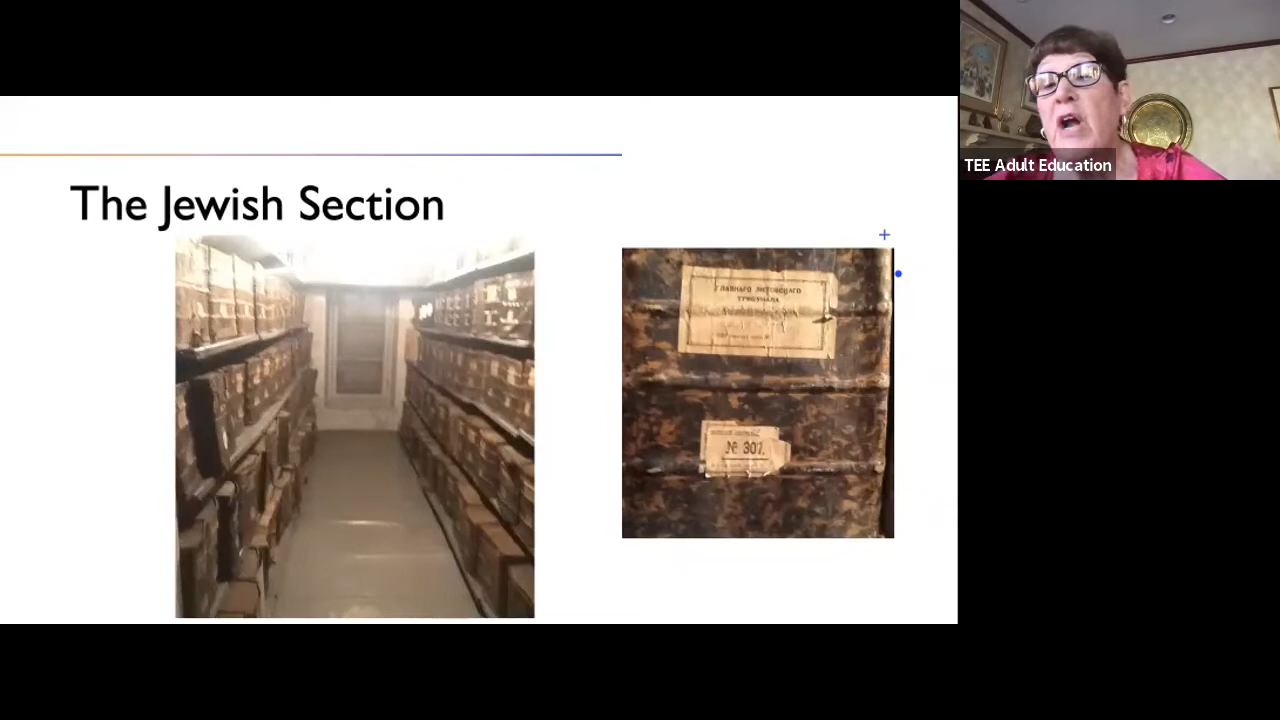 The Jewish Section
ГЛАВНАГО ЛИТОВСКАГО
ТРИБУНАЛА
№ 307.
TEE Adult Education